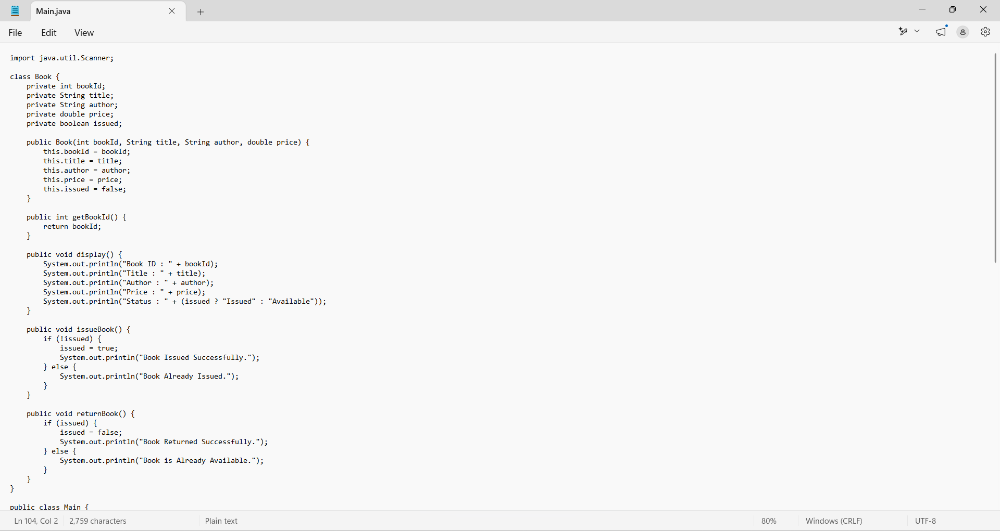 Main.java
File Edit View
import java.util.Scanner;

class Book {
    private int bookId;
    private String title;
    private String author;
    private double price;
    private boolean issued;

    public Book(int bookId, String title, String author, double price) {
        this.bookId = bookId;
        this.title = title;
        this.author = author;
        this.price = price;
        this.issued = false;
    }

    public int getBookId() {
        return bookId;
    }

    public void display() {
        System.out.println("Book ID : " + bookId);
        System.out.println("Title : " + title);
        System.out.println("Author : " + author);
        System.out.println("Price : " + price);
        System.out.println("Status : " + (issued ? "Issued" : "Available"));
    }

    public void issueBook() {
        if (!issued) {
            issued = true;
            System.out.println("Book Issued Successfully.");
        } else {
            System.out.println("Book Already Issued.");
        }
    }

    public void returnBook() {
        if (issued) {
            issued = false;
            System.out.println("Book Returned Successfully.");
        } else {
            System.out.println("Book is Already Available.");
        }
    }
}

public class Main {
Ln 104, Col 2 2,759 characters Plain text 80% Windows (CRLF) UTF-8